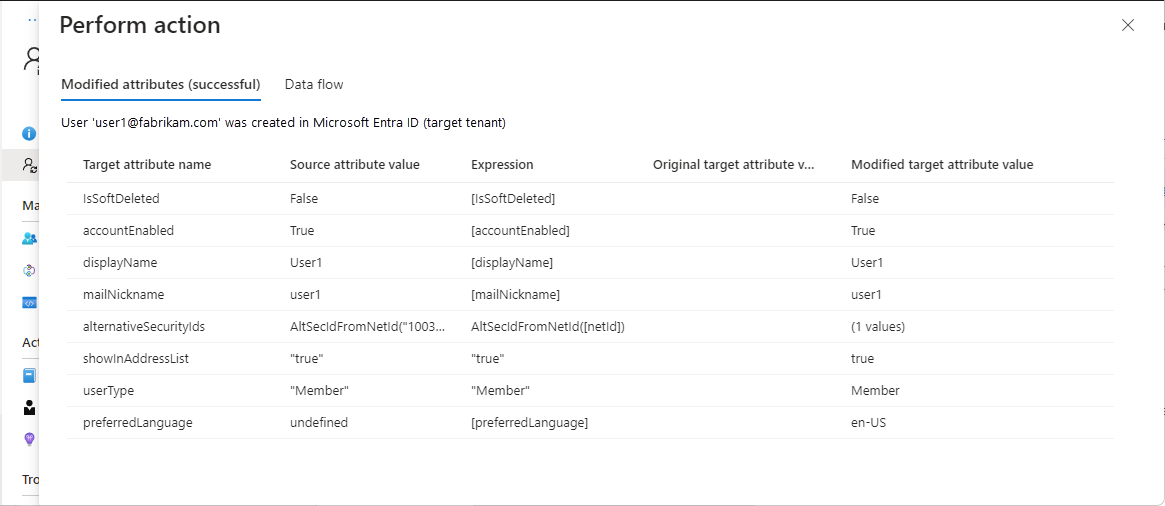 Perform action
Modified attributes (successful) Data flow
User 'user1@fabrikam.com' was created in Microsoft Entra ID (target tenant)
Target attribute name Source attribute value Expression Original target attribute v... Modified target attribute value
IsSoftDeleted False [IsSoftDeleted] False
accountEnabled True [accountEnabled] True
displayName User1 [displayName] User1
Ma
mailNickname user1 [mailNickname] user1
alternativeSecurityIds AltSecIdFromNetId("1003... AltSecIdFromNetId([netId]) (1 values)
Act
showInAddressList "true" "true" true
userType "Member" "Member" Member
preferredLanguage undefined [preferredLanguage] en-US
Tro